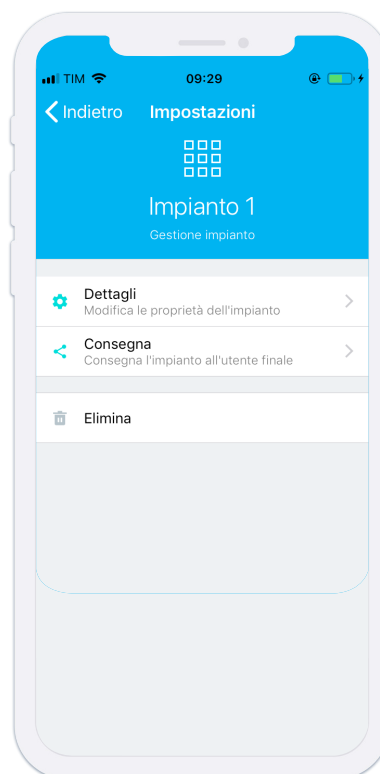 TIM 09:29
Indietro Impostazioni
Impianto 1
Gestione impianto
Dettagli
Modifica le proprietà dell'impianto
Consegna
Consegna l'impianto all'utente finale
Elimina